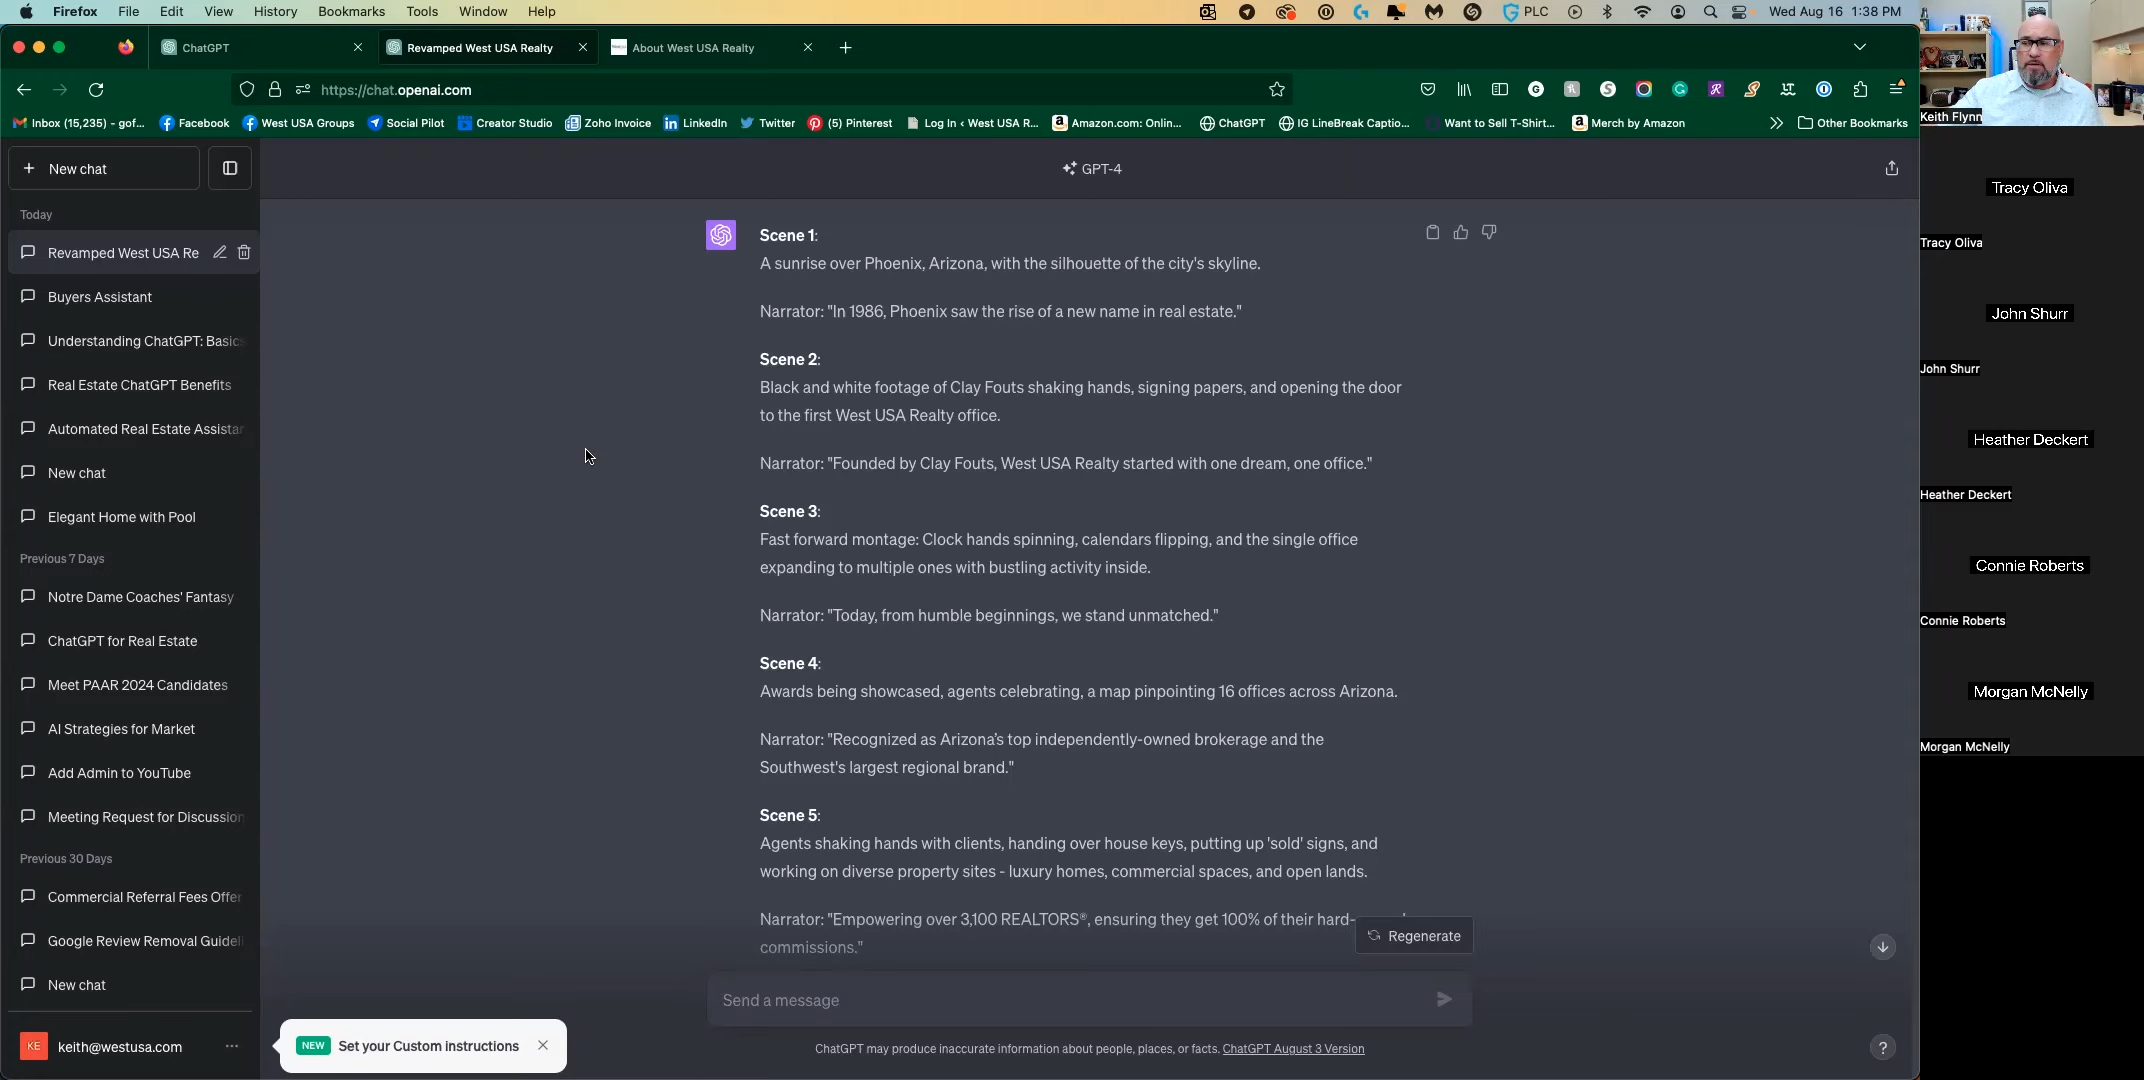 Firefox File Edit View History Bookmarks Tools Window Help
PLC Wed Aug 16 1:38 PM
ChatGPT
Revamped West USA Realty
About West USA Realty
https://chat.openai.com
Inbox (15,235) - gof...
Facebook
West USA Groups
Social Pilot
Creator Studio
Zoho Invoice
LinkedIn
Twitter
(5) Pinterest
Log In ‹ West USA R...
Amazon.com: Onlin...
ChatGPT
IG LineBreak Captio...
Want to Sell T-Shirt...
Merch by Amazon
Other Bookmarks
New chat
Today
Revamped West USA Re
Buyers Assistant
Understanding ChatGPT: Basics
Real Estate ChatGPT Benefits
Automated Real Estate Assistan
New chat
Elegant Home with Pool
Previous 7 Days
Notre Dame Coaches' Fantasy
ChatGPT for Real Estate
Meet PAAR 2024 Candidates
AI Strategies for Market
Add Admin to YouTube
Meeting Request for Discussion
Previous 30 Days
Commercial Referral Fees Offer
Google Review Removal Guideli
New chat
KE keith@westusa.com
NEW Set your Custom instructions
GPT-4
Scene 1:
A sunrise over Phoenix, Arizona, with the silhouette of the city's skyline.
Narrator: "In 1986, Phoenix saw the rise of a new name in real estate."
Scene 2:
Black and white footage of Clay Fouts shaking hands, signing papers, and opening the door
to the first West USA Realty office.
Narrator: "Founded by Clay Fouts, West USA Realty started with one dream, one office."
Scene 3:
Fast forward montage: Clock hands spinning, calendars flipping, and the single office
expanding to multiple ones with bustling activity inside.
Narrator: "Today, from humble beginnings, we stand unmatched."
Scene 4:
Awards being showcased, agents celebrating, a map pinpointing 16 offices across Arizona.
Narrator: "Recognized as Arizona's top independently-owned brokerage and the
Southwest's largest regional brand."
Scene 5:
Agents shaking hands with clients, handing over house keys, putting up 'sold' signs, and
working on diverse property sites - luxury homes, commercial spaces, and open lands.
Narrator: "Empowering over 3,100 REALTORS®, ensuring they get 100% of their hard-
commissions."
Regenerate
Send a message
ChatGPT may produce inaccurate information about people, places, or facts. ChatGPT August 3 Version
?
Keith Flynn
Tracy Oliva
Tracy Oliva
John Shurr
John Shurr
Heather Deckert
Heather Deckert
Connie Roberts
Connie Roberts
Morgan McNelly
Morgan McNelly